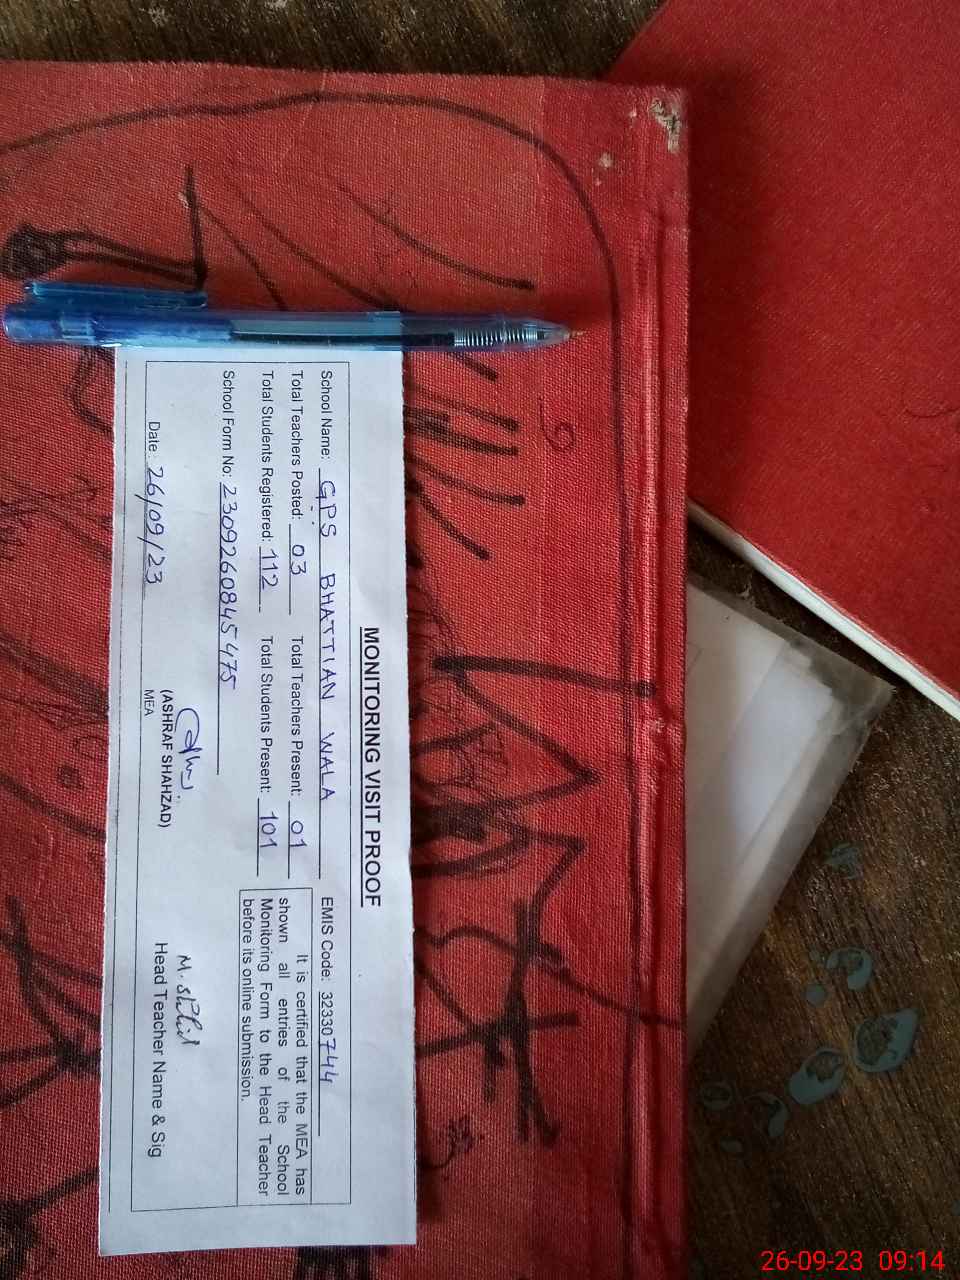 MONITORING VISIT PROOF
School Name: GPS BHATTIAN WALA EMIS Code: 32330744
Total Teachers Posted: 03 Total Teachers Present: 01
Total Students Registered: 112 Total Students Present: 101
It is certified that the MEA has
shown all entries of the School
Monitoring Form to the Head Teacher
before its online submission.
School Form No: 2309260845475
(ASHRAF SHAHZAD)
MEA
Date: 26/09/23
Head Teacher Name & Sig
26-09-23 09:14